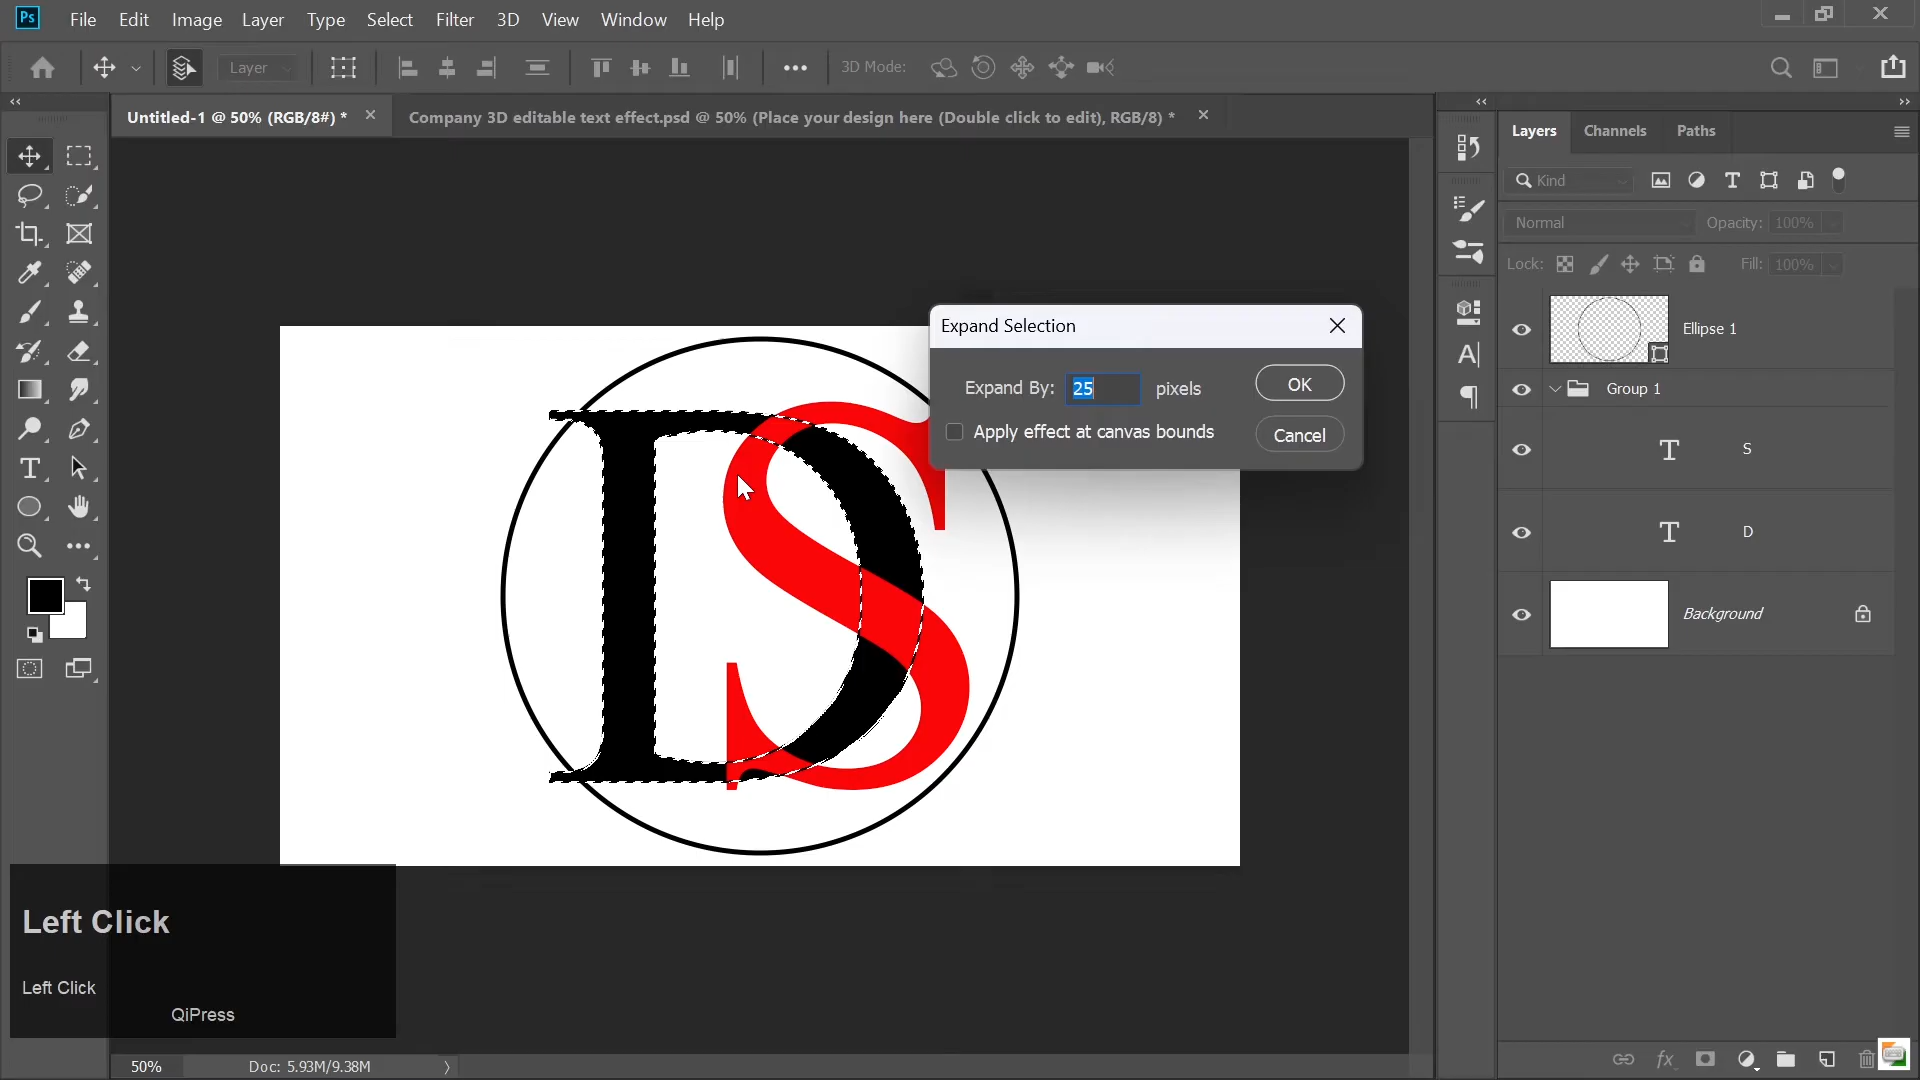 Ps File Edit Image Layer Type Select Filter 3D View Window Help
Layer 3D Mode:
Untitled-1 @ 50% (RGB/8#) * Company 3D editable text effect.psd @ 50% (Place your design here (Double click to edit), RGB/8) *
Layers Channels Paths
Kind
Normal Opacity: 100%
Lock: Fill: 100%
Expand Selection
Expand By: 25 pixels OK
Apply effect at canvas bounds Cancel
Ellipse 1
Group 1
T S
T D
Background
DS
Left Click
Left Click
QiPress
50% Doc: 5.93M/9.38M